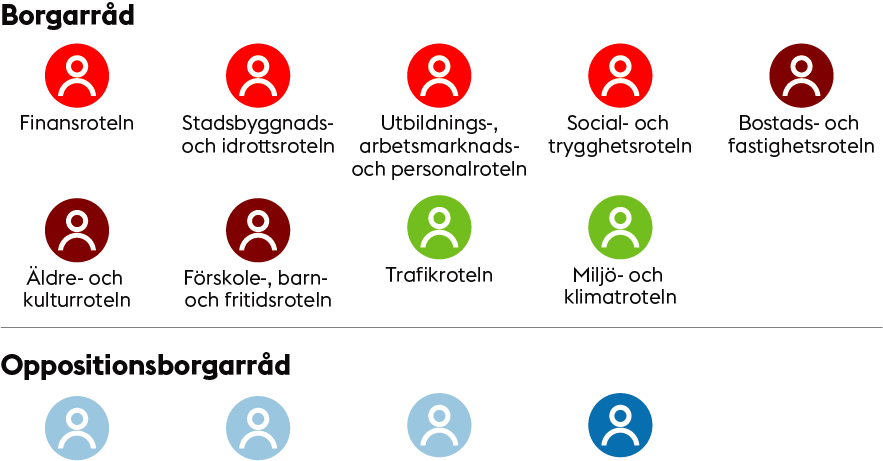 Borgarråd
Finansroteln
Stadsbyggnads-
och idrottsroteln
Utbildnings-,
arbetsmarknads-
och personalroteln
Social- och
trygghetsroteln
Bostads- och
fastighetsroteln
Äldre- och
kulturroteln
Förskole-, barn-
och fritidsroteln
Trafikroteln
Miljö- och
klimatroteln
Oppositionsborgarråd